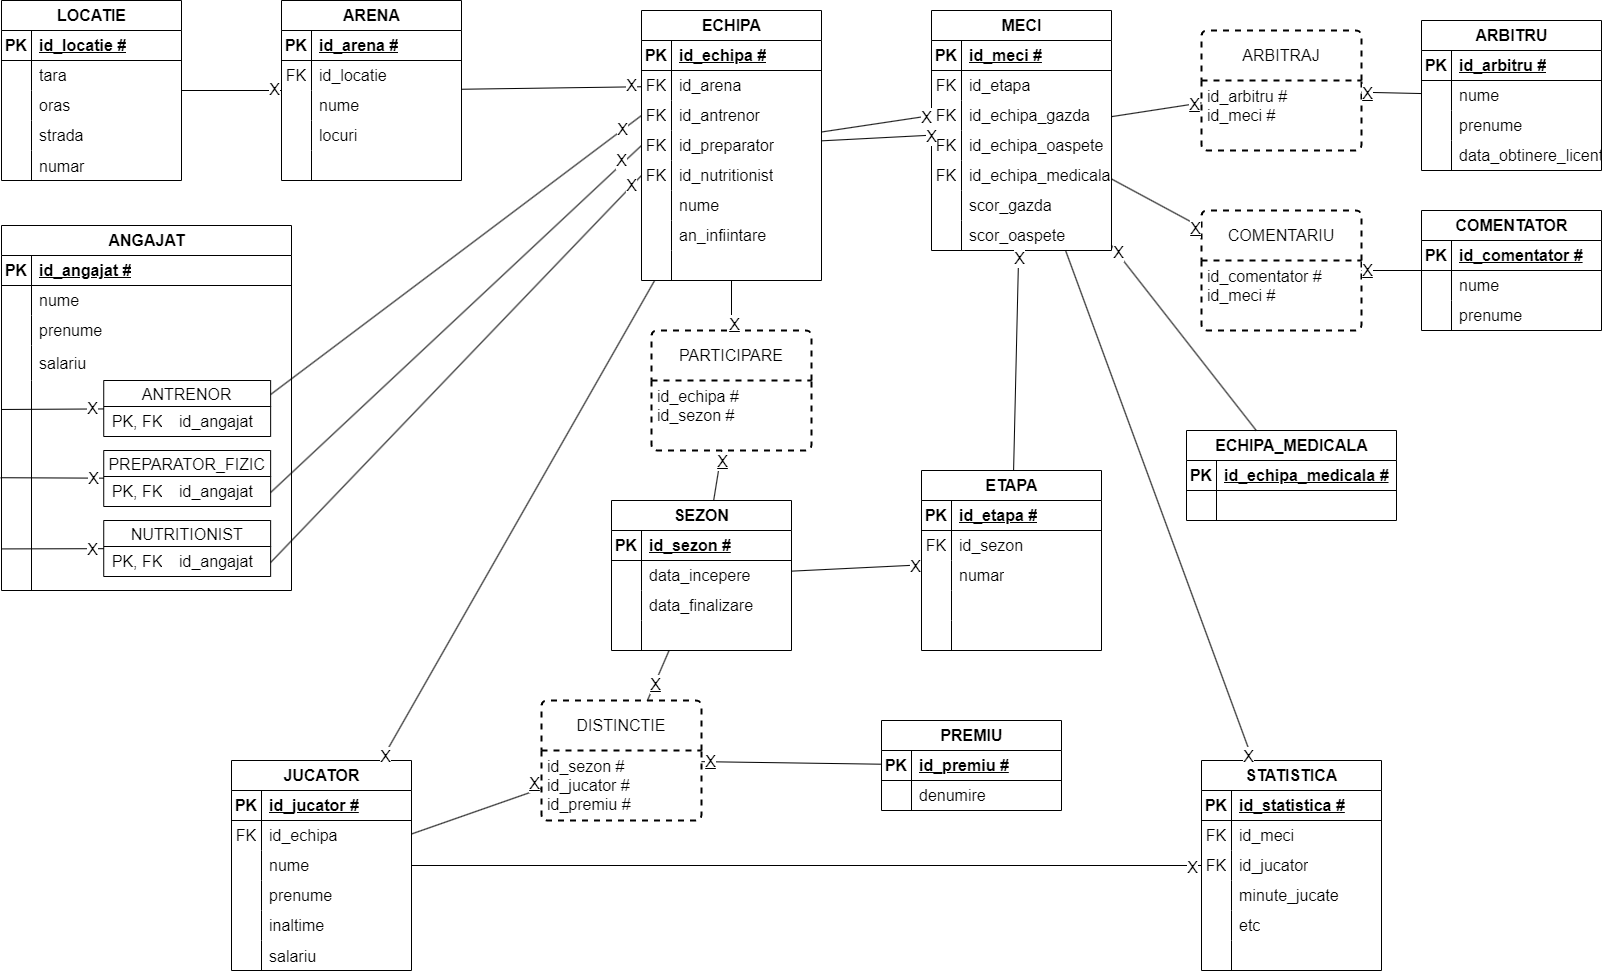 LOCATIE
PK id_locatie #
tara
oras
strada
numar
X
ARENA
PK id_arena #
FK id_locatie
nume
locuri
X
ECHIPA
PK id_echipa #
FK id_arena
FK id_antrenor
FK id_preparator
FK id_nutritionist
nume
an_infiintare
X
X
X
X
X
MECI
PK id_meci #
FK id_etapa
FK id_echipa_gazda
FK id_echipa_oaspete
FK id_echipa_medicala
scor_gazda
scor_oaspete
X
X
X
ARBITRAJ
id_arbitru #
id_meci #
X
ARBITRU
PK id_arbitru #
nume
prenume
data_obtinere_licent
X
COMENTARIU
id_comentator #
id_meci #
X
COMENTATOR
PK id_comentator #
nume
prenume
ANGAJAT
PK id_angajat #
nume
prenume
salariu
X
ANTRENOR
PK, FK id_angajat
X
PREPARATOR_FIZIC
PK, FK id_angajat
X
NUTRITIONIST
PK, FK id_angajat
X
PARTICIPARE
id_echipa #
id_sezon #
X
SEZON
PK id_sezon #
data_incepere
data_finalizare
X
ETAPA
PK id_etapa #
FK id_sezon
numar
ECHIPA_MEDICALA
PK id_echipa_medicala #
X
DISTINCTIE
id_sezon #
id_jucator #
id_premiu #
X
X
PREMIU
PK id_premiu #
denumire
X
JUCATOR
PK id_jucator #
FK id_echipa
nume
prenume
inaltime
salariu
X
X
STATISTICA
PK id_statistica #
FK id_meci
FK id_jucator
minute_jucate
etc